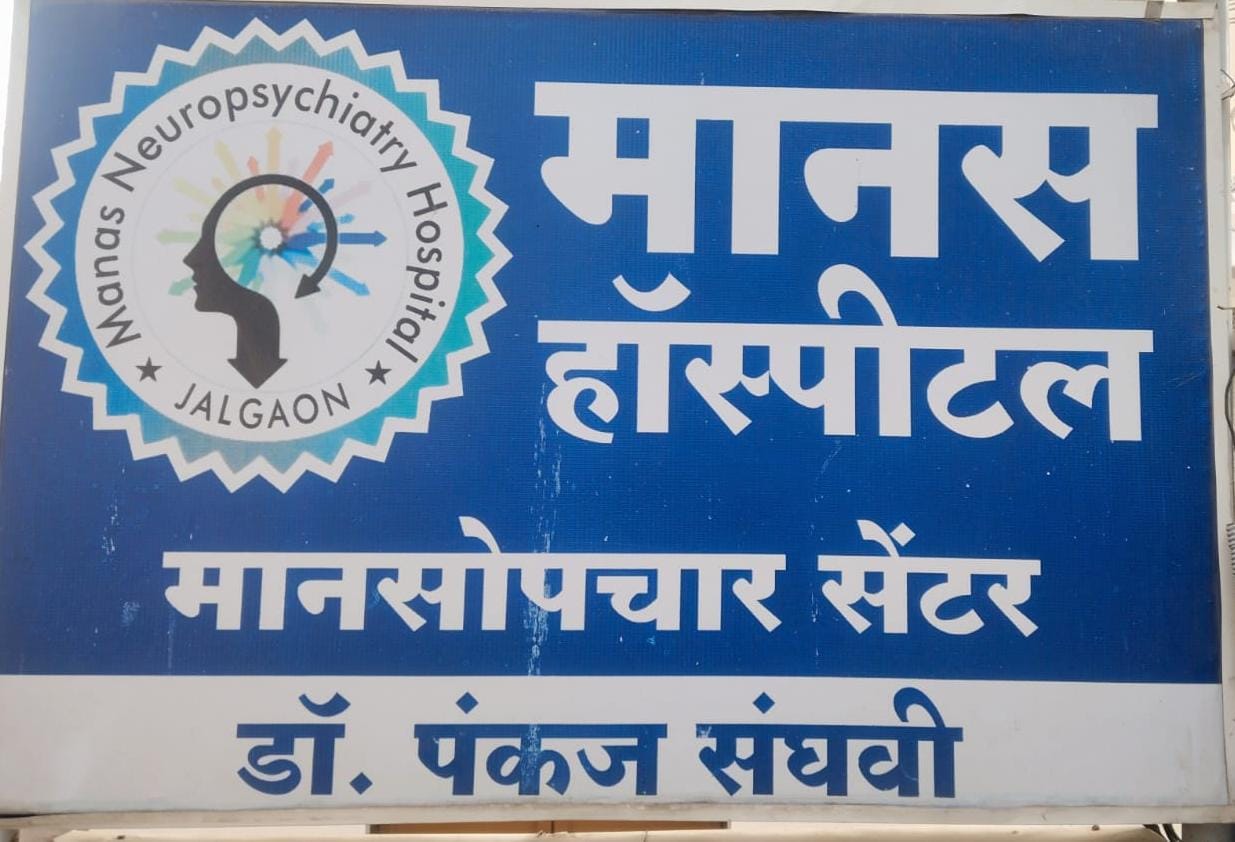 Manas Neuropsychiatry Hospital
★ JALGAON ★
मानस
हॉस्पीटल
मानसोपचार सेंटर
डॉ. पंकज संघवी